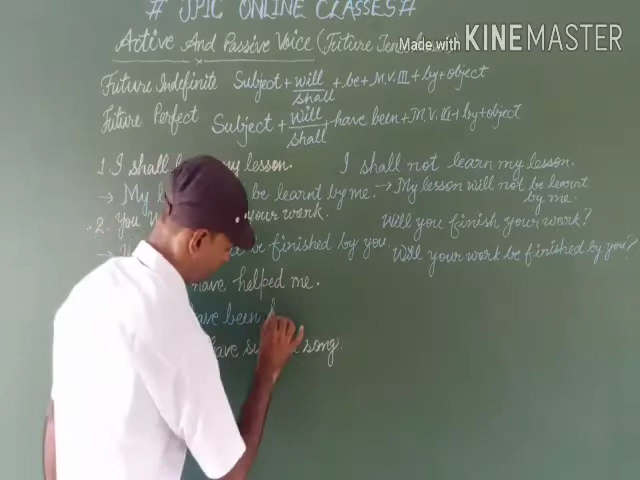 # JPIC ONLINE CLASSES #
Active And Passive Voice (Future Ten
Made with KINEMASTER
Future Indefinite Subject + will/shall + be + M.V. III + by + object
Future Perfect Subject + will/shall + have been + M.V. III + by + object
1. I shall my lesson. I shall not learn my lesson.
→ My be learnt by me. → My lesson will not be learnt by me.
2. You your work. Will you finish your work?
→ be finished by you. Will your work be finished by you?
have helped me.
have been
have song.